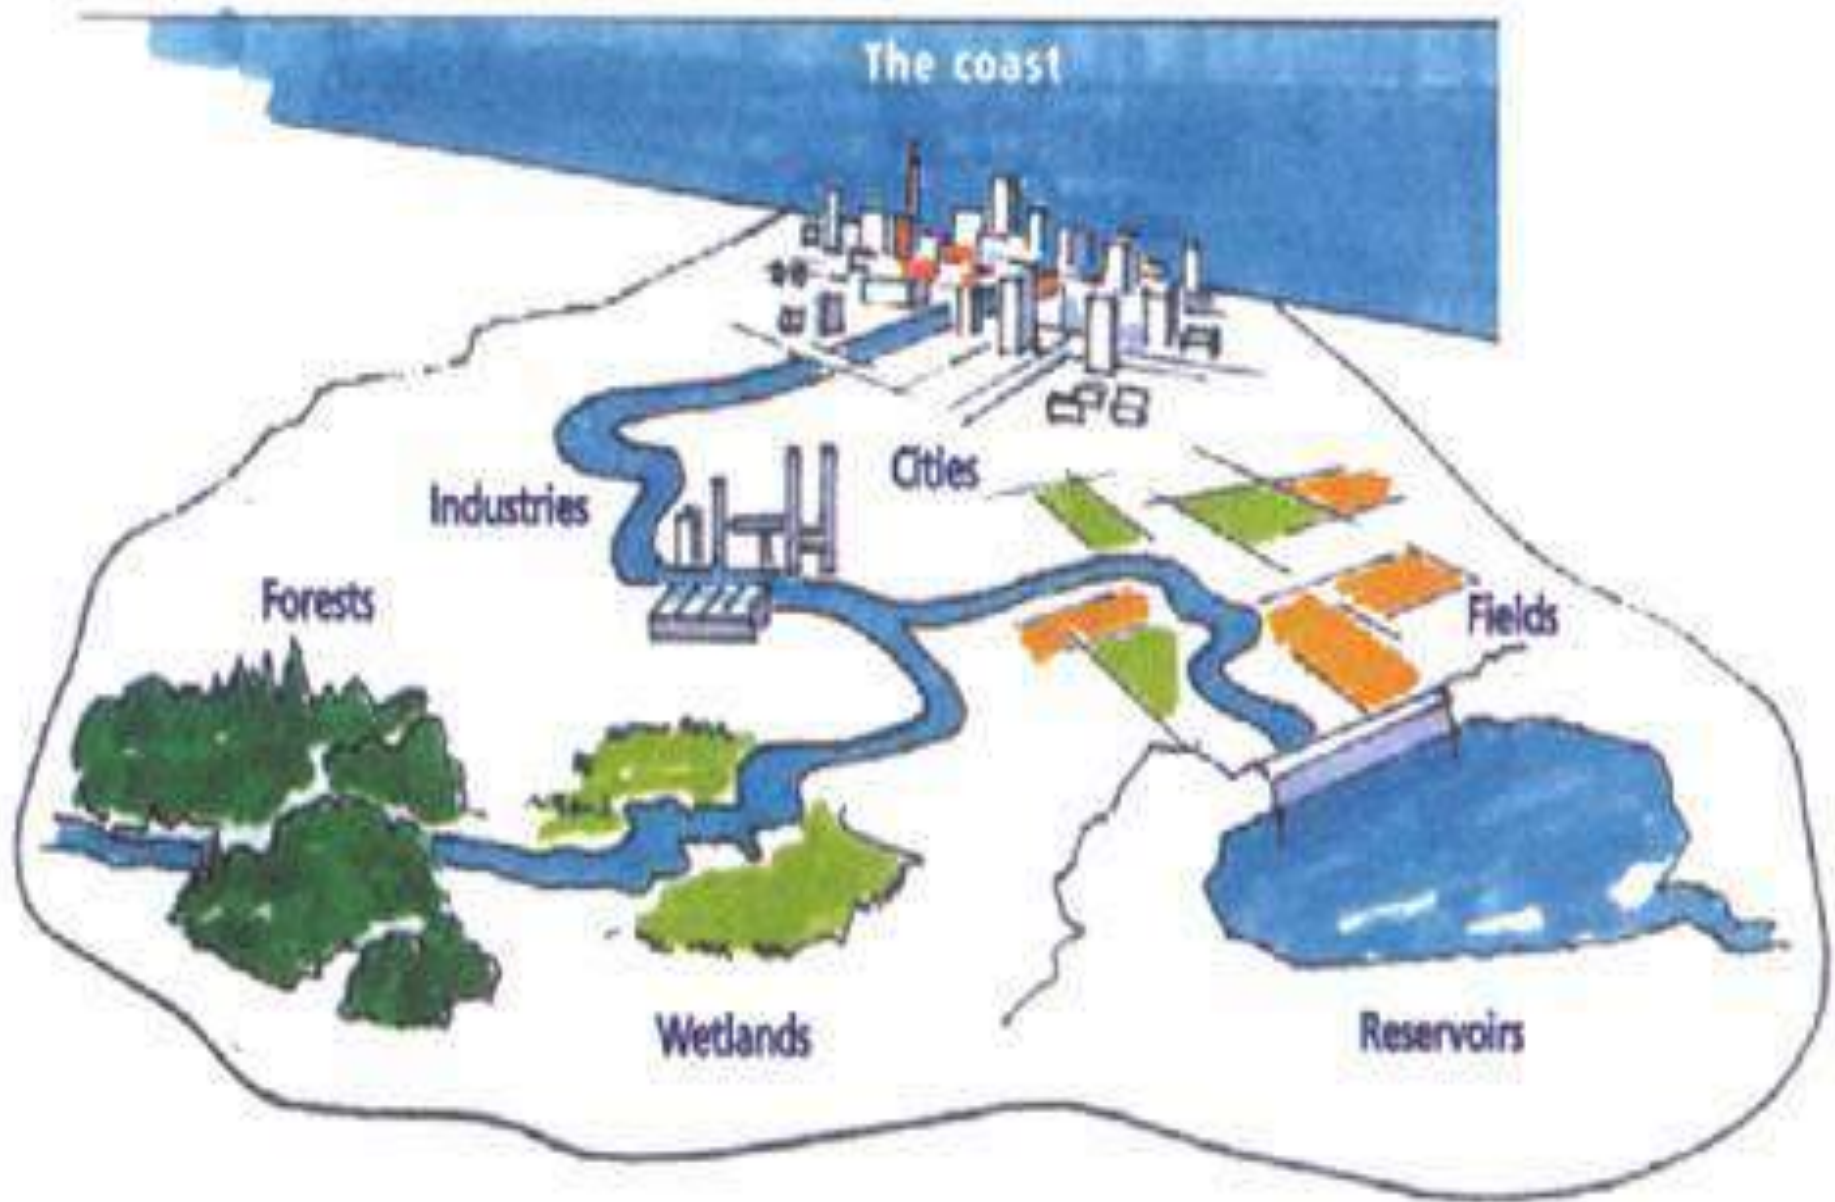 The coast
Cities
Industries
Forests
Fields
Wetlands
Reservoirs